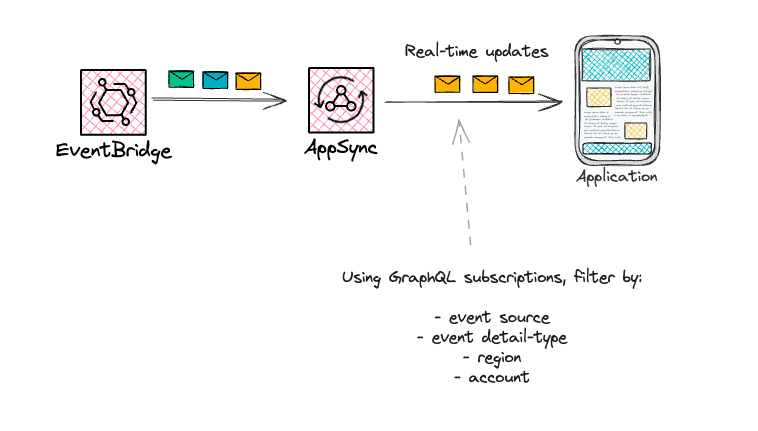 Real-time updates
EventBridge
AppSync
Application
Using GraphQL subscriptions, filter by:
- event source
- event detail-type
- region
- account